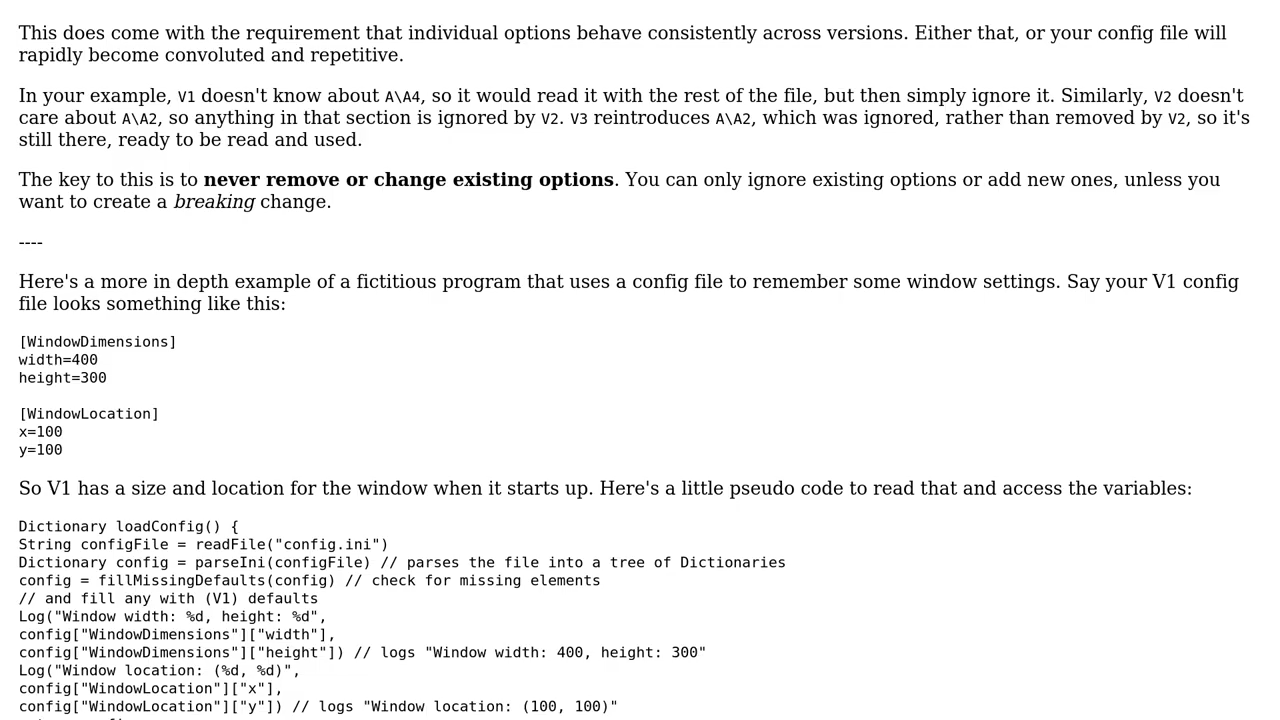 This does come with the requirement that individual options behave consistently across versions. Either that, or your config file will
rapidly become convoluted and repetitive.
In your example, V1 doesn't know about A\A4, so it would read it with the rest of the file, but then simply ignore it. Similarly, V2 doesn't
care about A\A2, so anything in that section is ignored by V2. V3 reintroduces A\A2, which was ignored, rather than removed by V2, so it's
still there, ready to be read and used.
The key to this is to never remove or change existing options. You can only ignore existing options or add new ones, unless you
want to create a breaking change.
----
Here's a more in depth example of a fictitious program that uses a config file to remember some window settings. Say your V1 config
file looks something like this:
[WindowDimensions]
width=400
height=300
[WindowLocation]
x=100
y=100
So V1 has a size and location for the window when it starts up. Here's a little pseudo code to read that and access the variables:
Dictionary loadConfig() {
String configFile = readFile("config.ini")
Dictionary config = parseIni(configFile) // parses the file into a tree of Dictionaries
config = fillMissingDefaults(config) // check for missing elements
// and fill any with (V1) defaults
Log("Window width: %d, height: %d",
config["WindowDimensions"]["width"],
config["WindowDimensions"]["height"]) // logs "Window width: 400, height: 300"
Log("Window location: (%d, %d)",
config["WindowLocation"]["x"],
config["WindowLocation"]["y"]) // logs "Window location: (100, 100)"